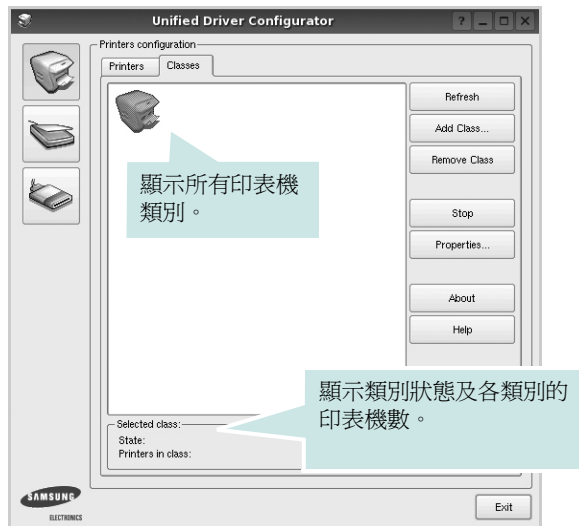 Unified Driver Configurator
Printers configuration
Printers
Classes
Refresh
Add Class...
Remove Class
顯示所有印表機
類別。
Stop
Properties...
About
Help
顯示類別狀態及各類別的
印表機數。
Selected class:
State:
Printers in class:
SAMSUNG
ELECTRONICS
Exit